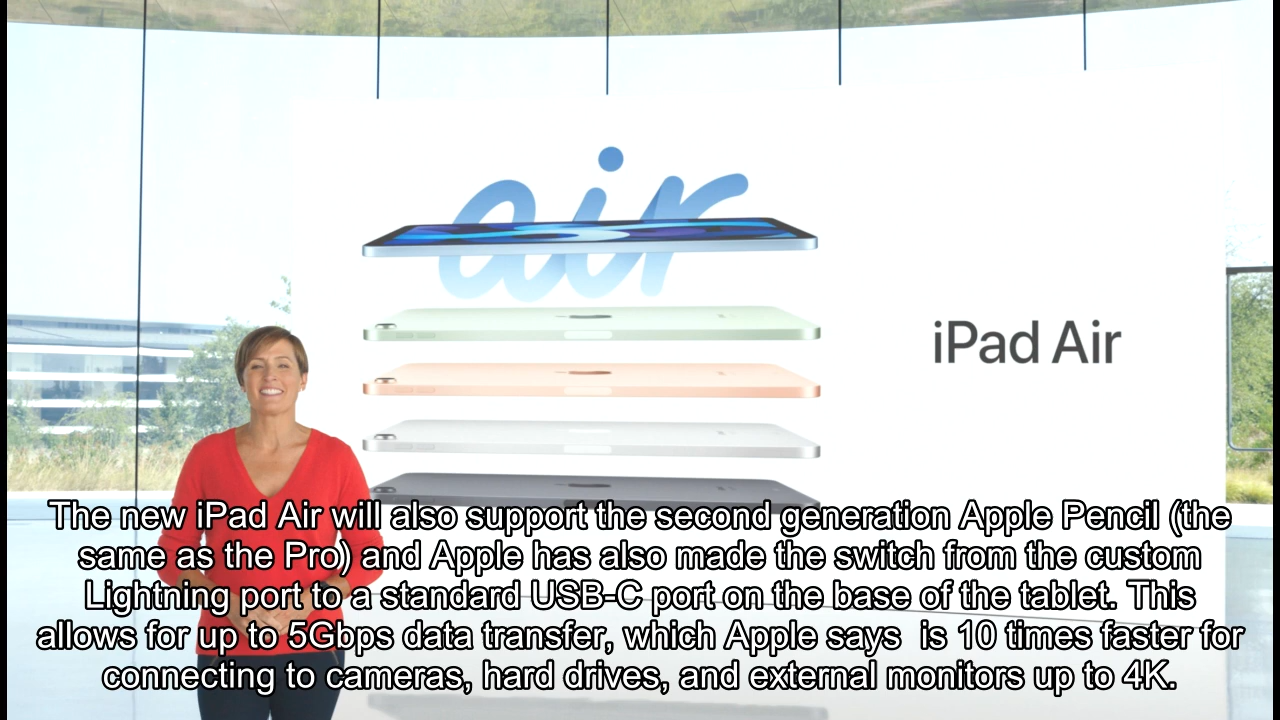 air
iPad Air
The new iPad Air will also support the second generation Apple Pencil (the
same as the Pro) and Apple has also made the switch from the custom
Lightning port to a standard USB-C port on the base of the tablet. This
allows for up to 5Gbps data transfer, which Apple says  is 10 times faster for
connecting to cameras, hard drives, and external monitors up to 4K.